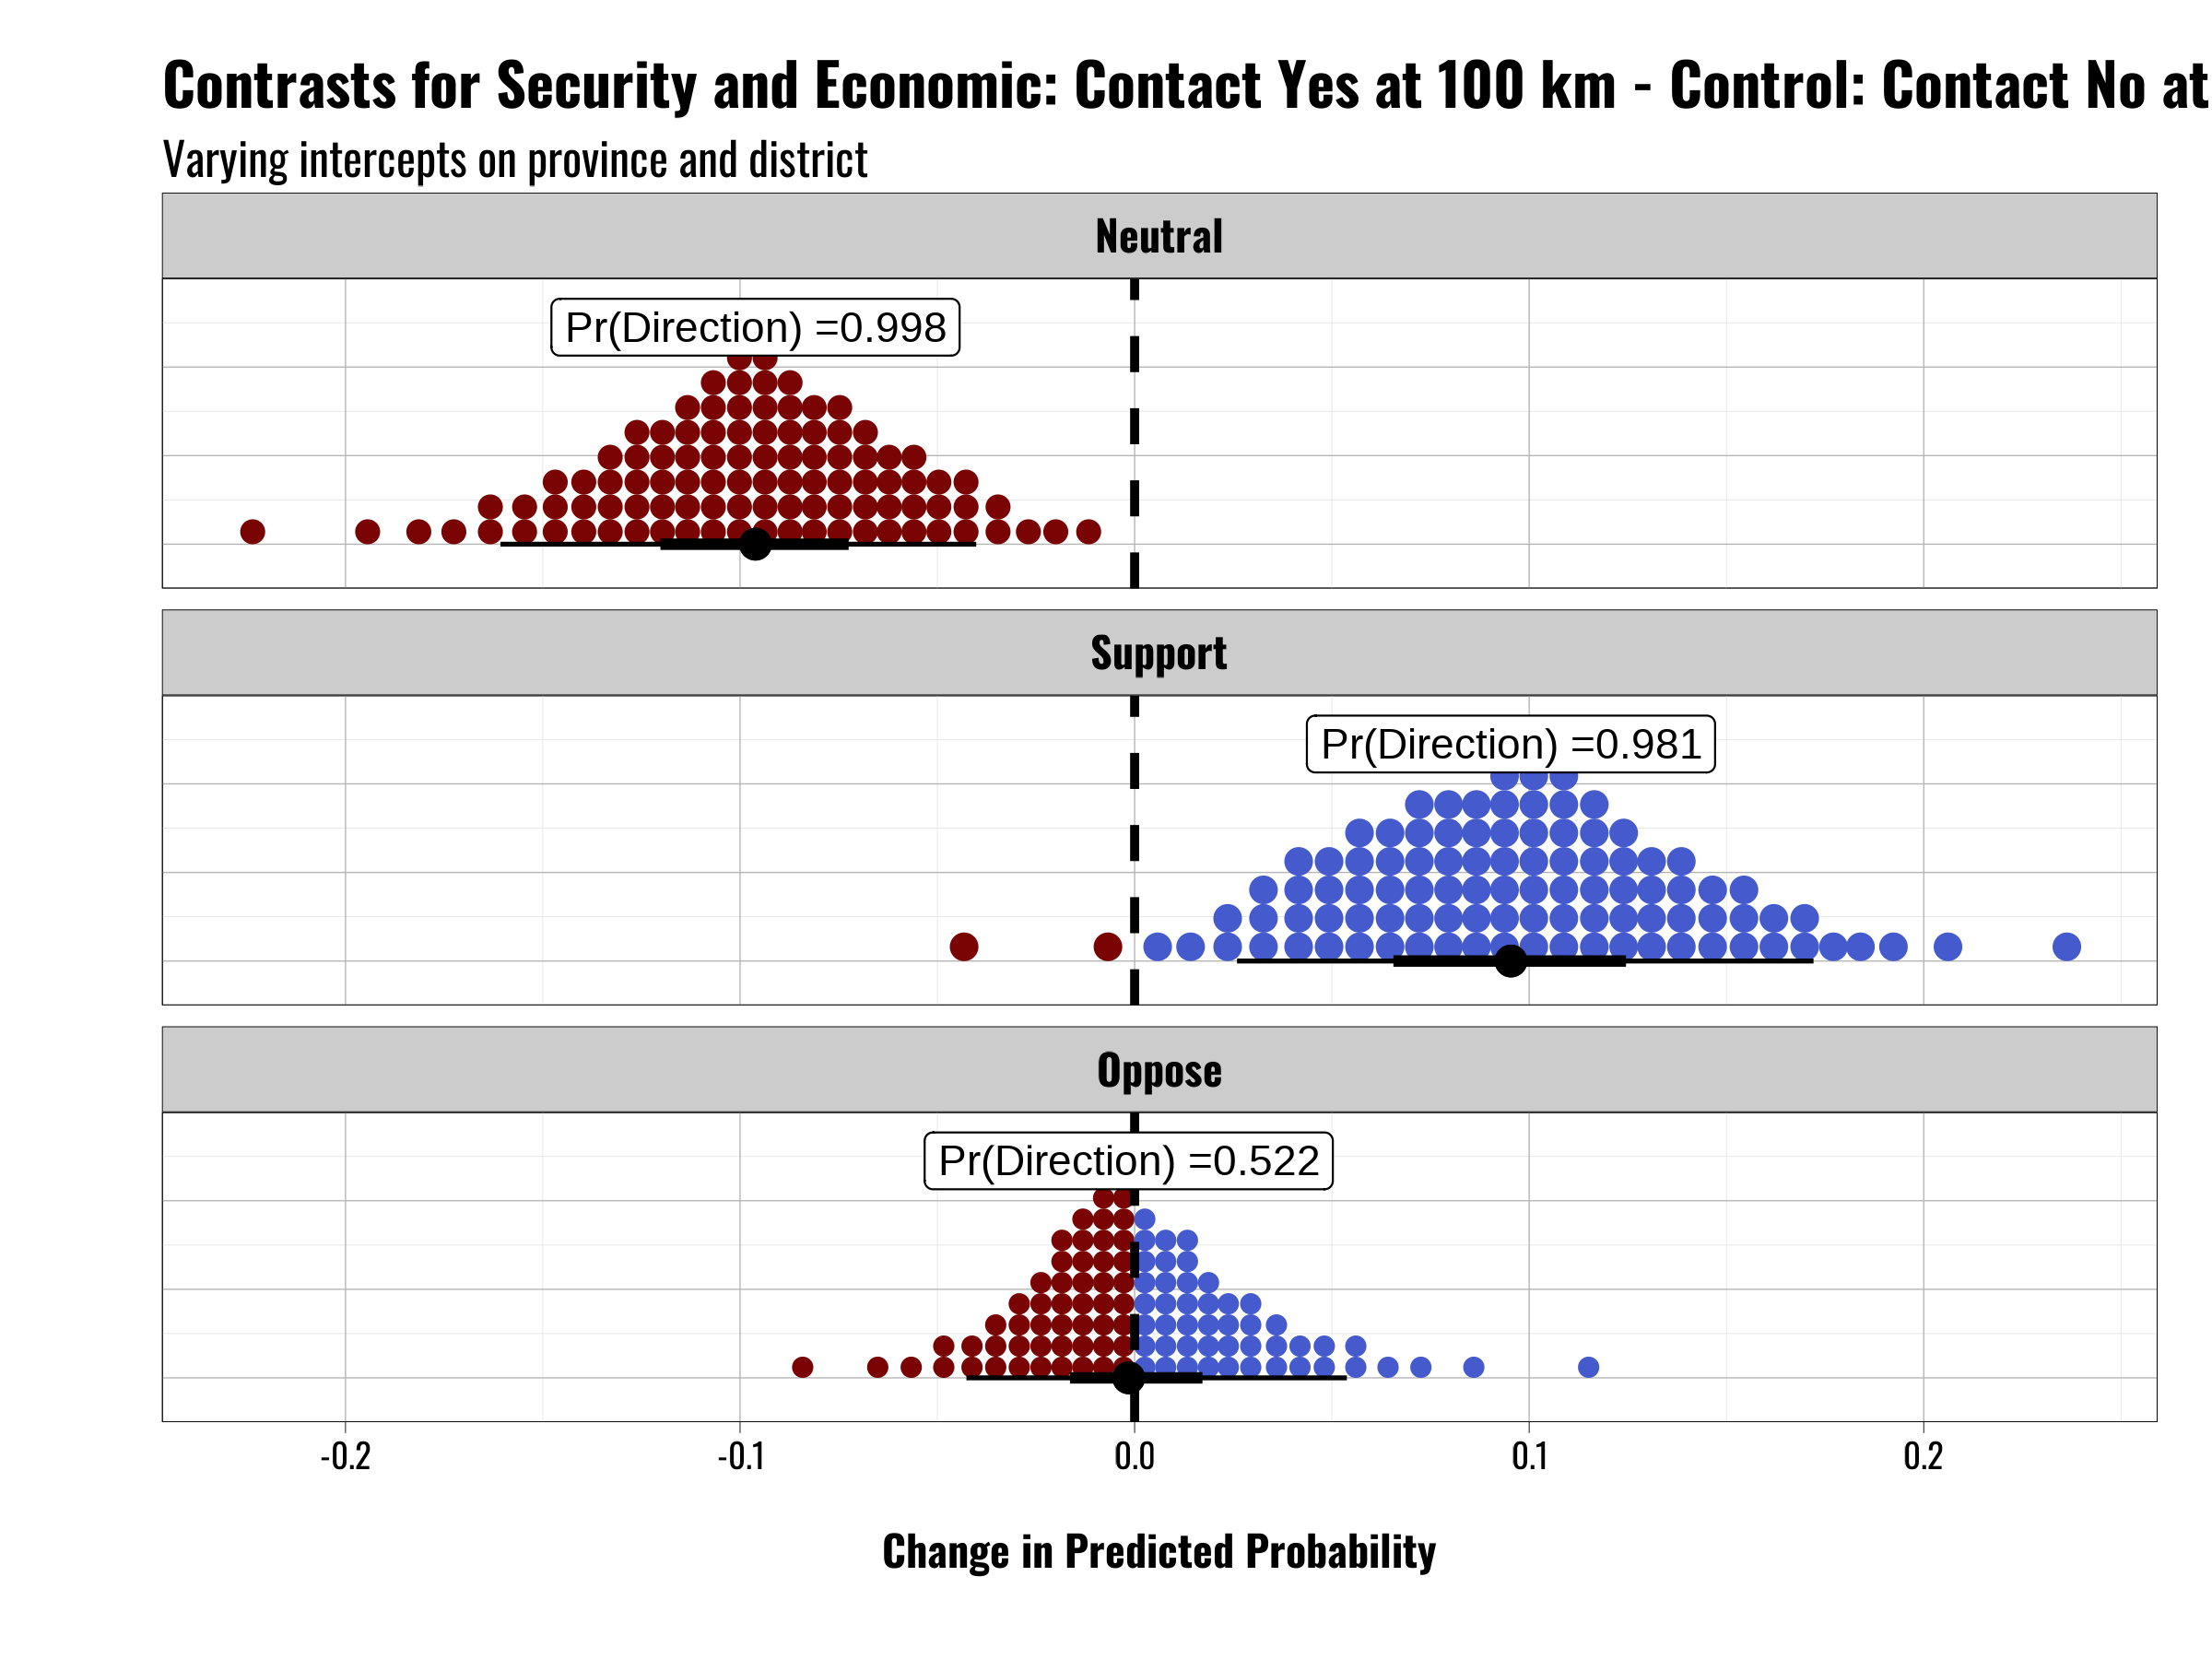 Contrasts for Security and Economic: Contact Yes at 100 km - Control: Contact No at
Varying intercepts on province and district
Neutral
Pr(Direction) =0.998
Support
Pr(Direction) =0.981
Oppose
Pr(Direction) =0.522
-0.2 -0.1 0.0 0.1 0.2
Change in Predicted Probability